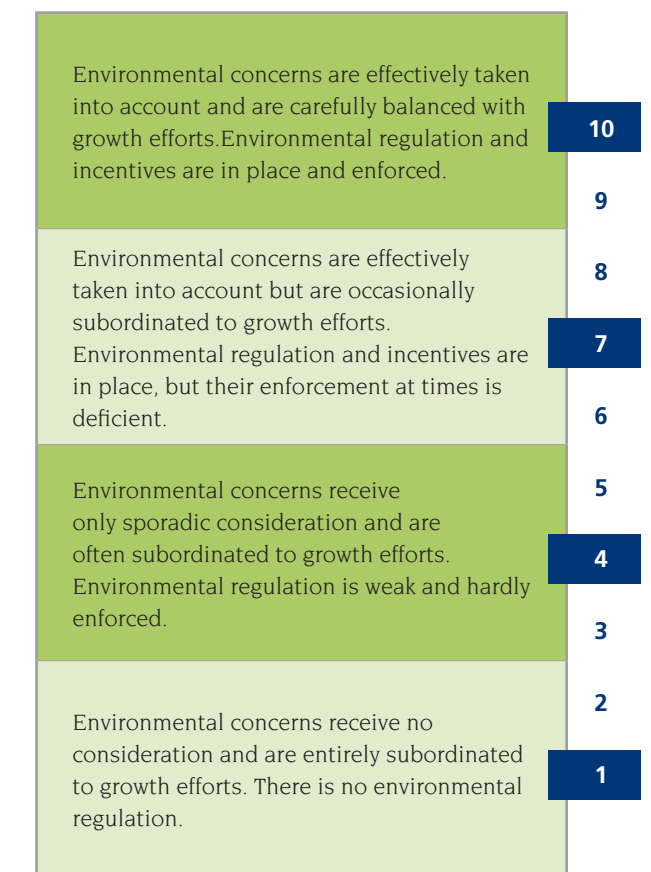 Environmental concerns are effectively taken
into account and are carefully balanced with
growth efforts.Environmental regulation and
incentives are in place and enforced.
10
9
Environmental concerns are effectively
taken into account but are occasionally
subordinated to growth efforts.
Environmental regulation and incentives are
in place, but their enforcement at times is
deficient.
8
7
6
Environmental concerns receive
only sporadic consideration and are
often subordinated to growth efforts.
Environmental regulation is weak and hardly
enforced.
5
4
3
Environmental concerns receive no
consideration and are entirely subordinated
to growth efforts. There is no environmental
regulation.
2
1